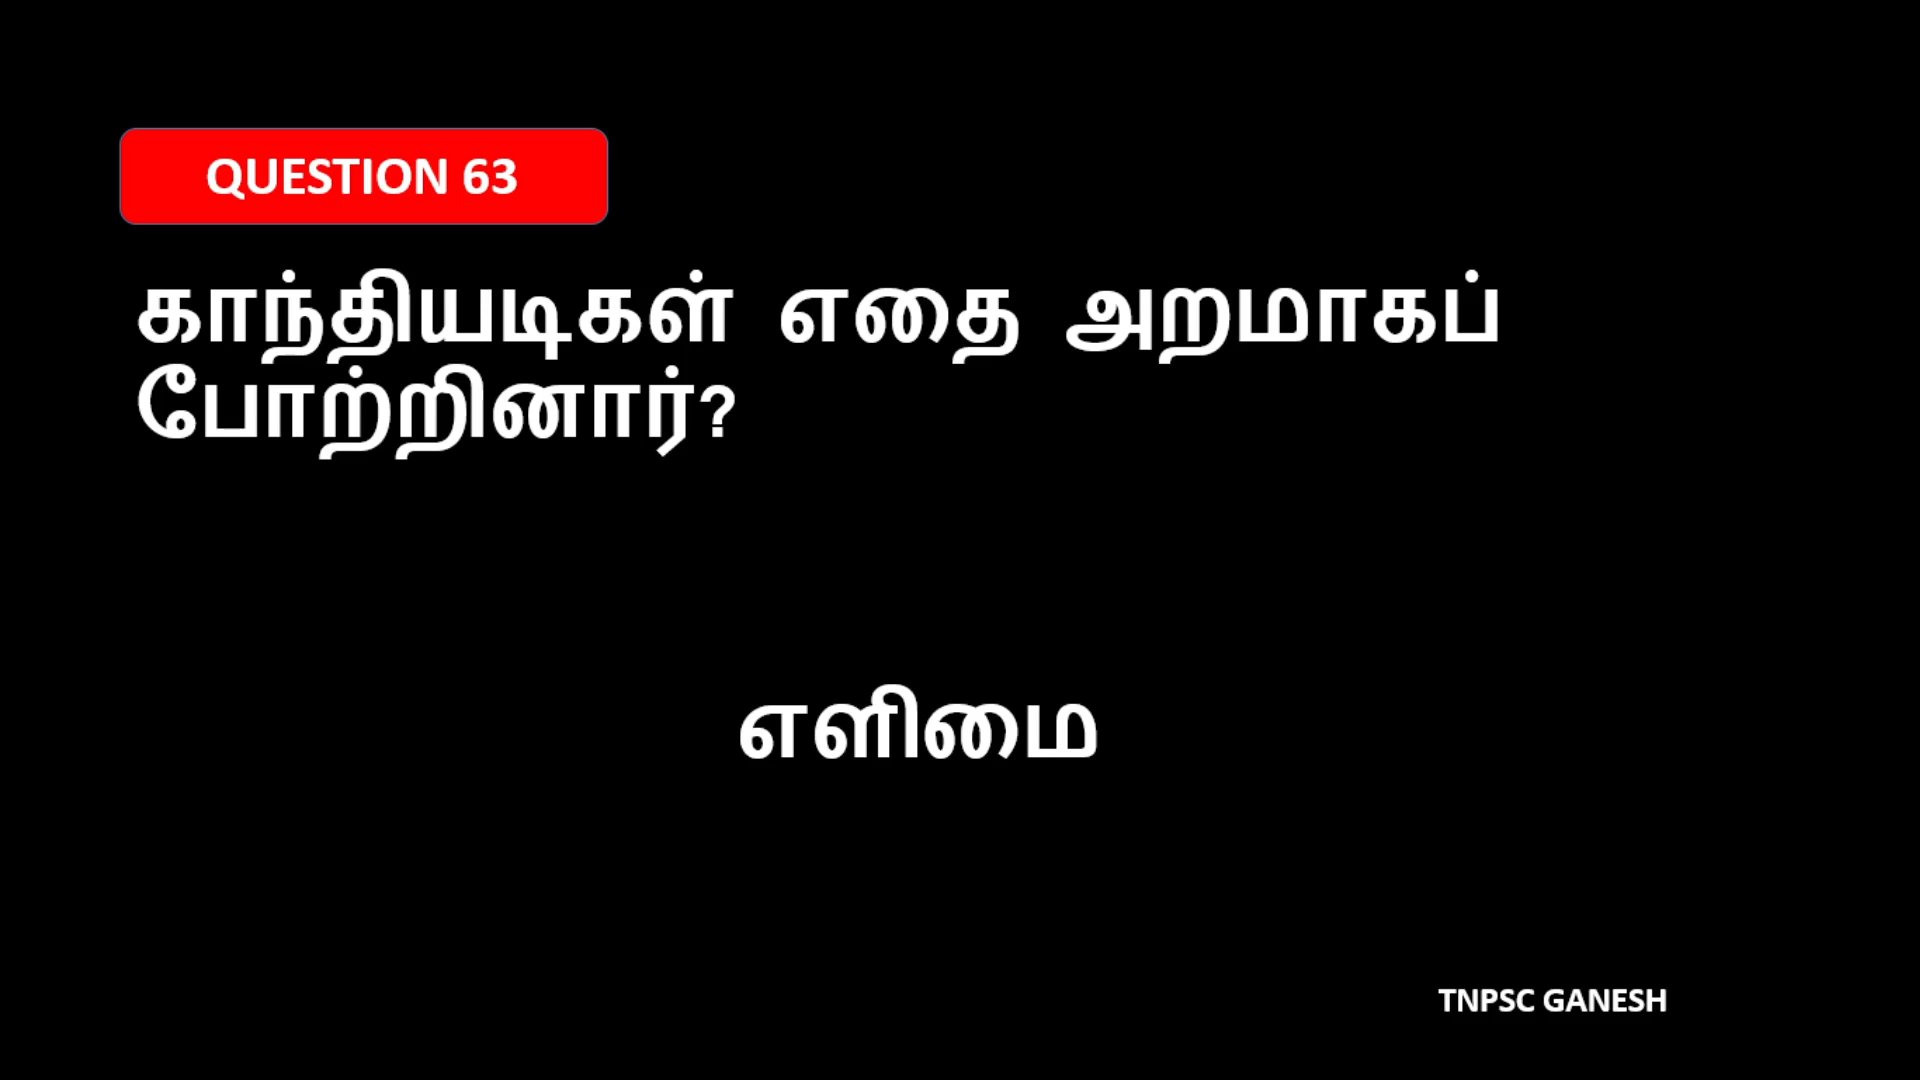 QUESTION 63
காந்தியடிகள் எதை அறமாகப்
போற்றினார்?
எளிமை
TNPSC GANESH